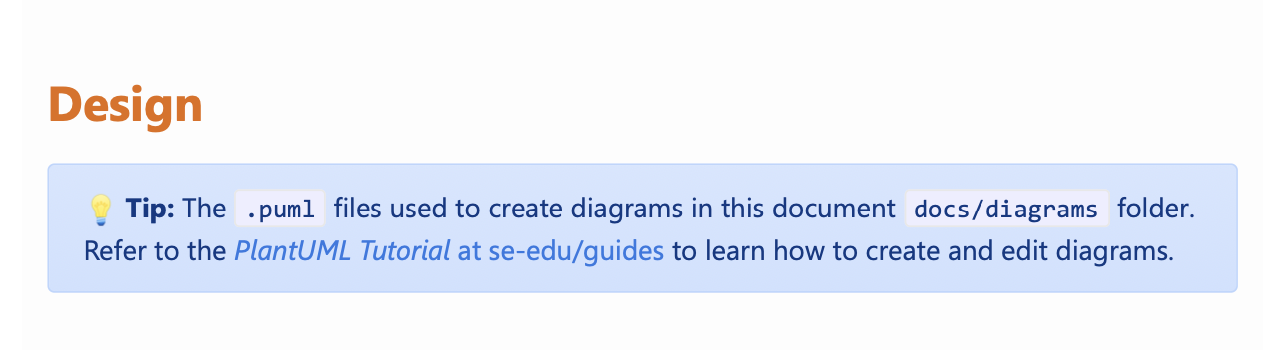 Design
💡 Tip: The .puml files used to create diagrams in this document docs/diagrams folder.
Refer to the PlantUML Tutorial at se-edu/guides to learn how to create and edit diagrams.